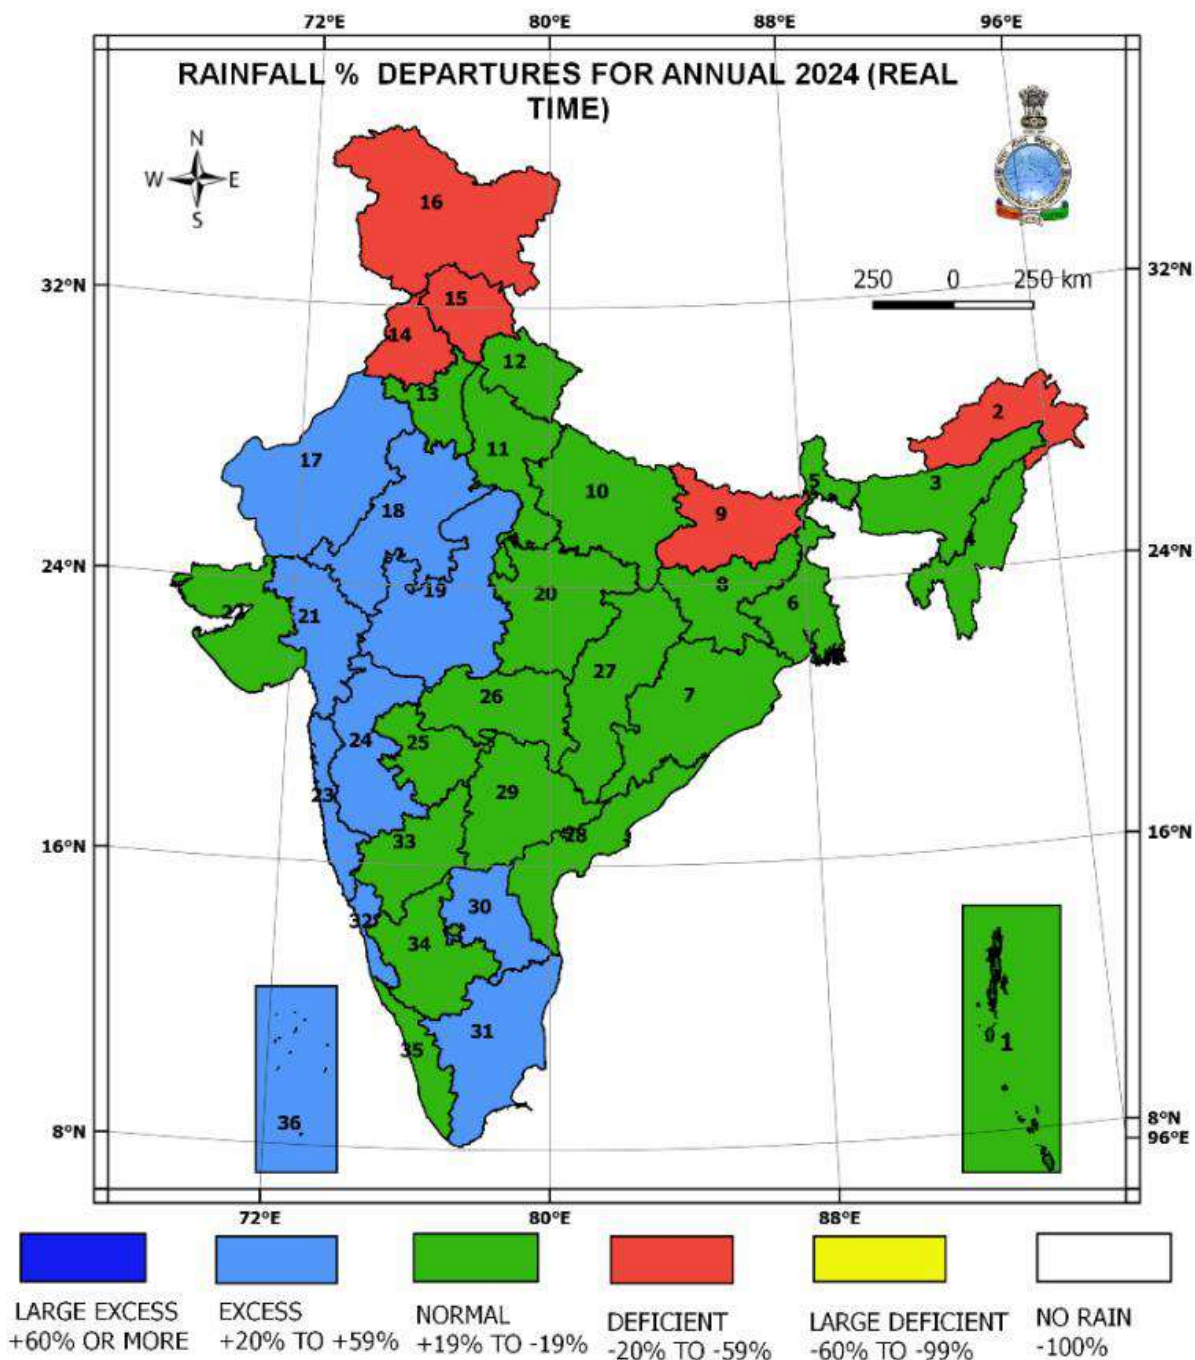 72°E 80°E 88°E 96°E
RAINFALL % DEPARTURES FOR ANNUAL 2024 (REAL
TIME)
N
W E
S
16
250 0 250 km
32°N 32°N
15
14
12
13
2
17
11
5
3
10
18
9
24°N 24°N
19
20
8
6
21
27
26
7
24
25
23
29
28
16°N 16°N
33
30
32
34
31
1
35
36
8°N 8°N
96°E
72°E 80°E 88°E
LARGE EXCESS EXCESS NORMAL DEFICIENT LARGE DEFICIENT NO RAIN
+60% OR MORE +20% TO +59% +19% TO -19% -20% TO -59% -60% TO -99% -100%